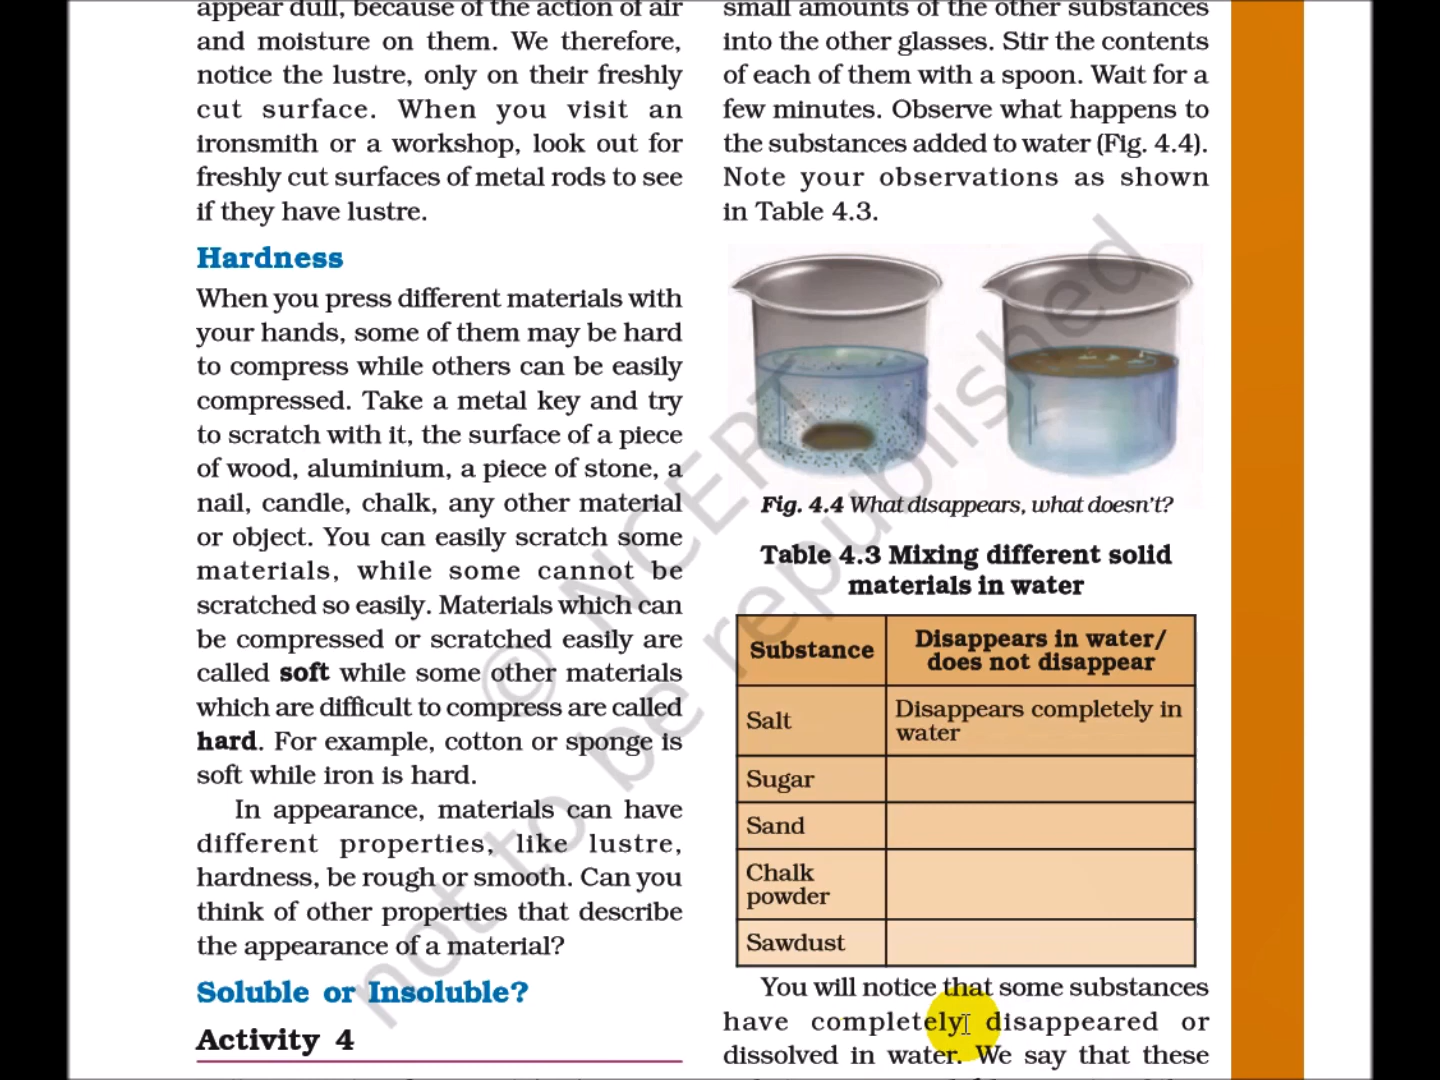 appear dull, because of the action of air
and moisture on them. We therefore,
notice the lustre, only on their freshly
cut surface. When you visit an
ironsmith or a workshop, look out for
freshly cut surfaces of metal rods to see
if they have lustre.
Hardness
When you press different materials with
your hands, some of them may be hard
to compress while others can be easily
compressed. Take a metal key and try
to scratch with it, the surface of a piece
of wood, aluminium, a piece of stone, a
nail, candle, chalk, any other material
or object. You can easily scratch some
materials, while some cannot be
scratched so easily. Materials which can
be compressed or scratched easily are
called soft while some other materials
which are difficult to compress are called
hard. For example, cotton or sponge is
soft while iron is hard.
In appearance, materials can have
different properties, like lustre,
hardness, be rough or smooth. Can you
think of other properties that describe
the appearance of a material?
Soluble or Insoluble?
Activity 4
small amounts of the other substances
into the other glasses. Stir the contents
of each of them with a spoon. Wait for a
few minutes. Observe what happens to
the substances added to water (Fig. 4.4).
Note your observations as shown
in Table 4.3.
Fig. 4.4 What disappears, what doesn't?
Table 4.3 Mixing different solid
materials in water
Substance
Disappears in water/
does not disappear
Salt
Disappears completely in
water
Sugar
Sand
Chalk
powder
Sawdust
You will notice that some substances
have completely disappeared or
dissolved in water. We say that these
© NCERT
not to be republished